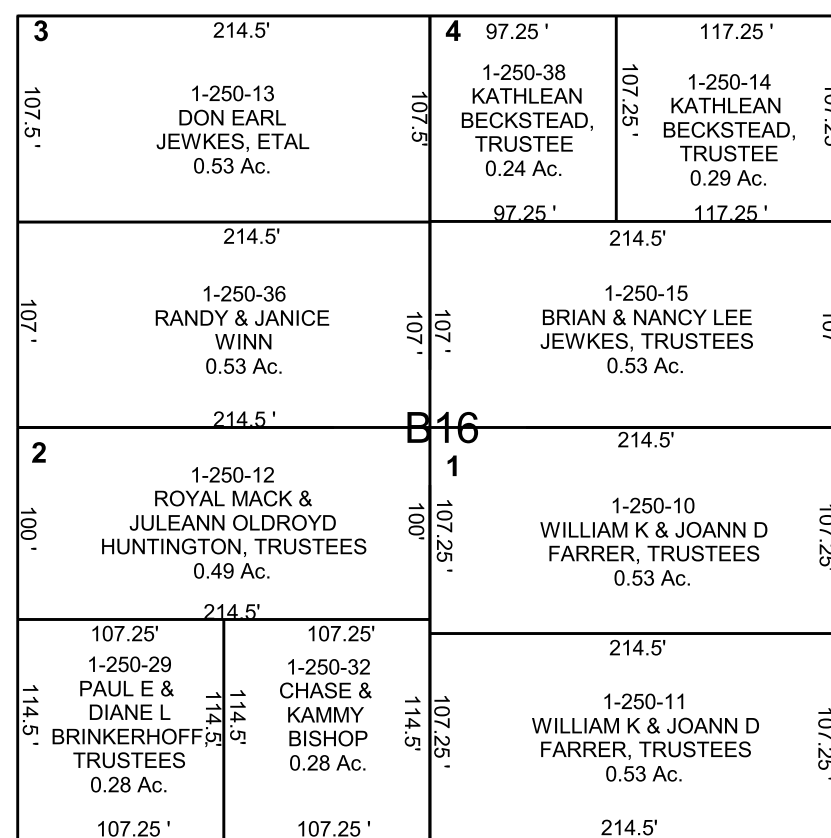 3
214.5'
107.5 '
1-250-13
DON EARL
JEWKES, ETAL
0.53 Ac.
107.5'
4
97.25 '
1-250-38
KATHLEAN
BECKSTEAD,
TRUSTEE
0.24 Ac.
97.25 '
117.25 '
107.25 '
1-250-14
KATHLEAN
BECKSTEAD,
TRUSTEE
0.29 Ac.
117.25 '
214.5'
107 '
1-250-36
RANDY & JANICE
WINN
0.53 Ac.
107 '
214.5 '
214.5'
107 '
1-250-15
BRIAN & NANCY LEE
JEWKES, TRUSTEES
0.53 Ac.
107
B16
2
1-250-12
ROYAL MACK &
JULEANN OLDROYD
HUNTINGTON, TRUSTEES
0.49 Ac.
100 '
100'
214.5'
1
214.5'
107.25 '
1-250-10
WILLIAM K & JOANN D
FARRER, TRUSTEES
0.53 Ac.
107.25'
107.25'
114.5 '
1-250-29
PAUL E &
DIANE L
BRINKERHOFF,
TRUSTEES
0.28 Ac.
114.5'
107.25 '
107.25'
114.5'
1-250-32
CHASE &
KAMMY
BISHOP
0.28 Ac.
114.5'
107.25 '
214.5'
107.25 '
1-250-11
WILLIAM K & JOANN D
FARRER, TRUSTEES
0.53 Ac.
107.25'
214.5'